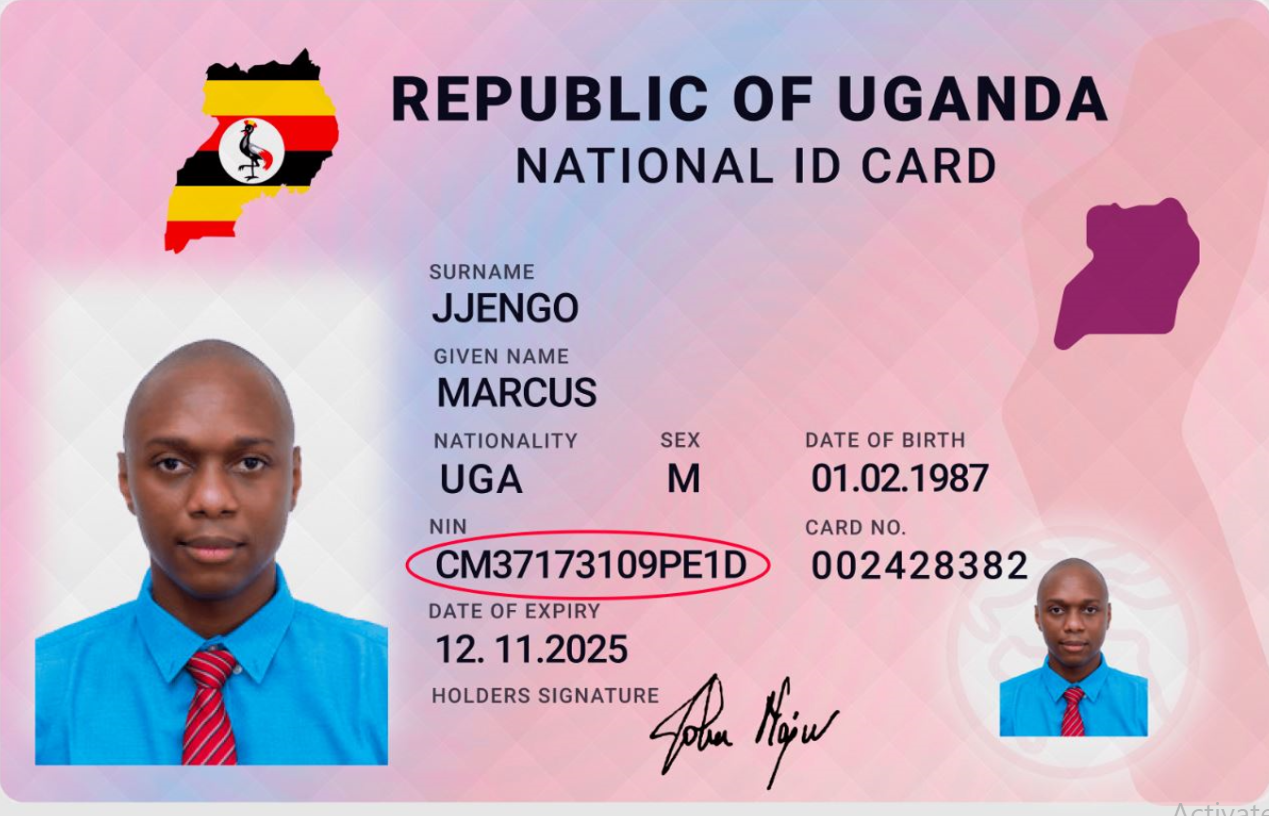 REPUBLIC OF UGANDA
NATIONAL ID CARD
SURNAME
JJENGO
GIVEN NAME
MARCUS
NATIONALITY SEX DATE OF BIRTH
UGA M 01.02.1987
NIN CARD NO.
CM37173109PE1D 002428382
DATE OF EXPIRY
12. 11.2025
HOLDERS SIGNATURE
John
Activate